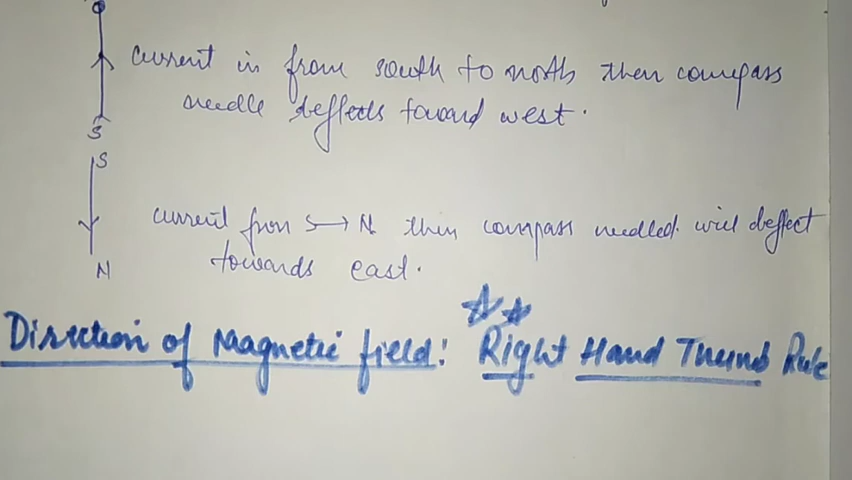 current in from south to north then compass
needle deflects toward west.
S
S
current from S → N then compass needled will deflect
towards east.
N
Direction of Magnetic field: Right Hand Thumb Rule